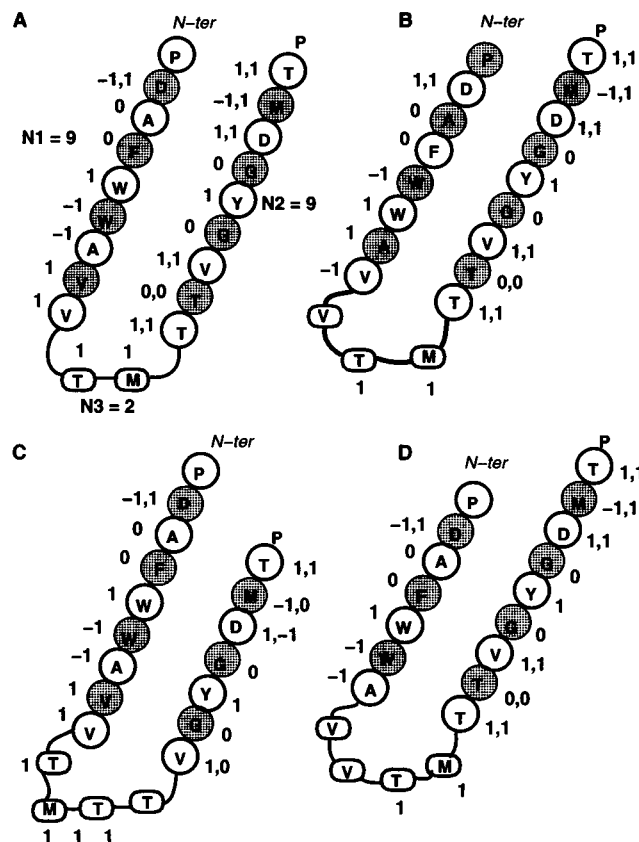 A
N–ter
P
–1,1 D
0 A
N1 = 9
0 F
1 W
–1 W
–1 A
1 V
1 V
1 1
T M
N3 = 2
P
1,1 T
–1,1 M
1,1 D
0 G
1 Y N2 = 9
0 G
1,1 V
0,0 T
1,1 T
B
N–ter
P
1,1 D
0 A
0 F
–1 W
1 W
1 A
–1 V
V
T M
1 1
P
T 1,1
M –1,1
D 1,1
G 0
Y 1
G 0
V 1,1
T 0,0
T 1,1
C
N–ter
P
–1,1 D
0 A
0 F
1 W
–1 W
–1 A
1 V
1 V
1 T
M T T
1 1 1
P
T 1,1
M –1,0
D 1,–1
G 0
Y 1
G 0
V 1,0
D
N–ter
P
–1,1 D
0 A
0 F
1 W
–1 W
–1 A
V
V T M
1 1
P
T 1,1
M –1,1
D 1,1
G 0
Y 1
G 0
V 1,1
T 0,0
T 1,1